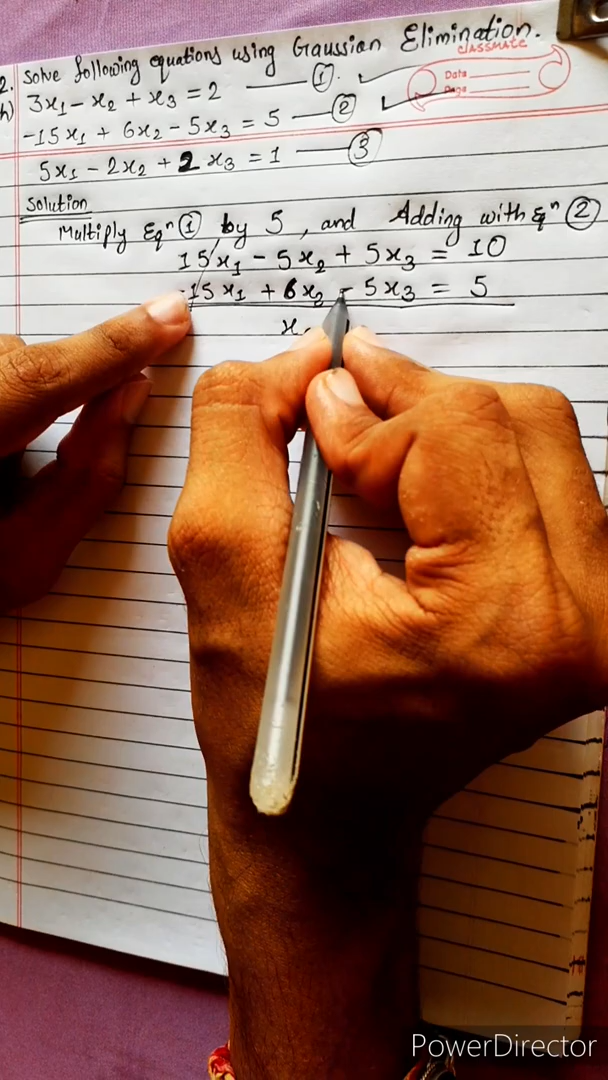 2. Solve following equations using Gaussian Elimination.
classmate
Date
Page
h) 3x₁ - x₂ + x₃ = 2 ——— ①.
-15x₁ + 6x₂ - 5x₃ = 5 —— ②
5x₁ - 2x₂ + 2x₃ = 1 —— ③
Solution
Multiply Eqⁿ ① by 5, and Adding with Eqⁿ ②
15x₁ - 5x₂ + 5x₃ = 10
-15x₁ + 6x₂ - 5x₃ = 5
x
PowerDirector